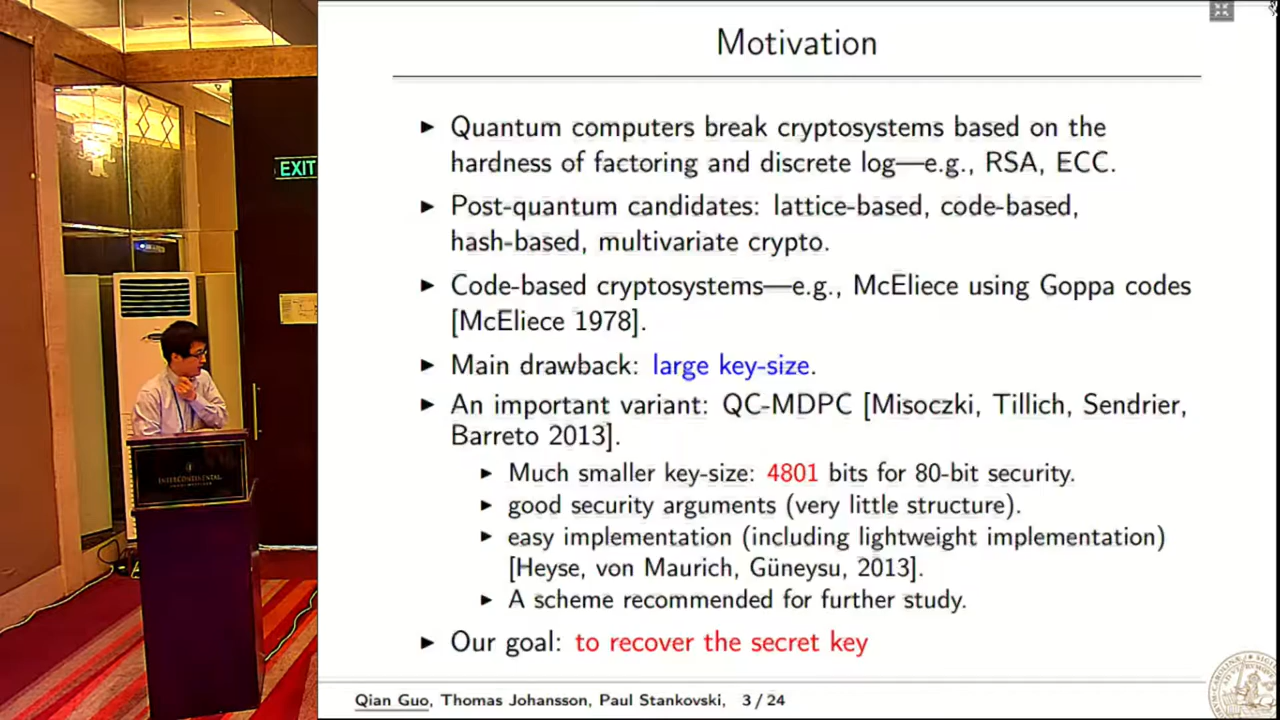 Motivation
► Quantum computers break cryptosystems based on the
hardness of factoring and discrete log—e.g., RSA, ECC.
► Post-quantum candidates: lattice-based, code-based,
hash-based, multivariate crypto.
► Code-based cryptosystems—e.g., McEliece using Goppa codes
[McEliece 1978].
► Main drawback: large key-size.
► An important variant: QC-MDPC [Misoczki, Tillich, Sendrier,
Barreto 2013].
► Much smaller key-size: 4801 bits for 80-bit security.
► good security arguments (very little structure).
► easy implementation (including lightweight implementation)
[Heyse, von Maurich, Güneysu, 2013].
► A scheme recommended for further study.
► Our goal: to recover the secret key
Qian Guo, Thomas Johansson, Paul Stankovski, 3 / 24
EXIT
INTERCONTINENTAL